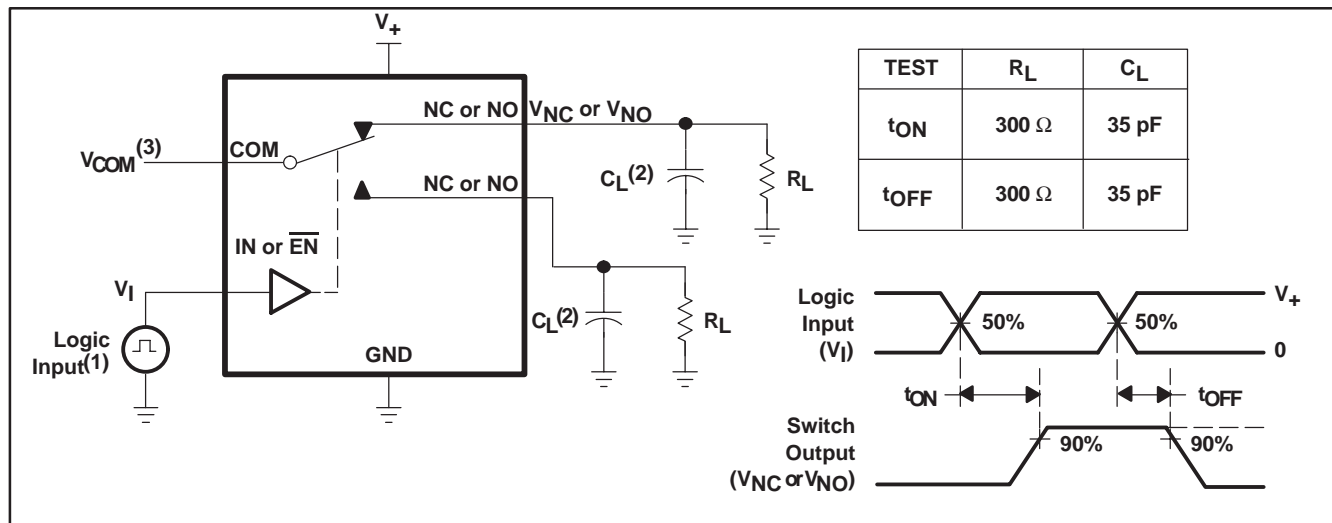 V+
NC or NO VNC or VNO
VCOM(3)
COM
CL(2)
RL
NC or NO
IN or EN
VI
CL(2)
RL
Logic
Input(1)
GND
TEST RL CL
tON 300 Ω 35 pF
tOFF 300 Ω 35 pF
Logic
Input
(VI)
50%
50%
V+
0
tON
tOFF
Switch
Output
(VNC or VNO)
90%
90%